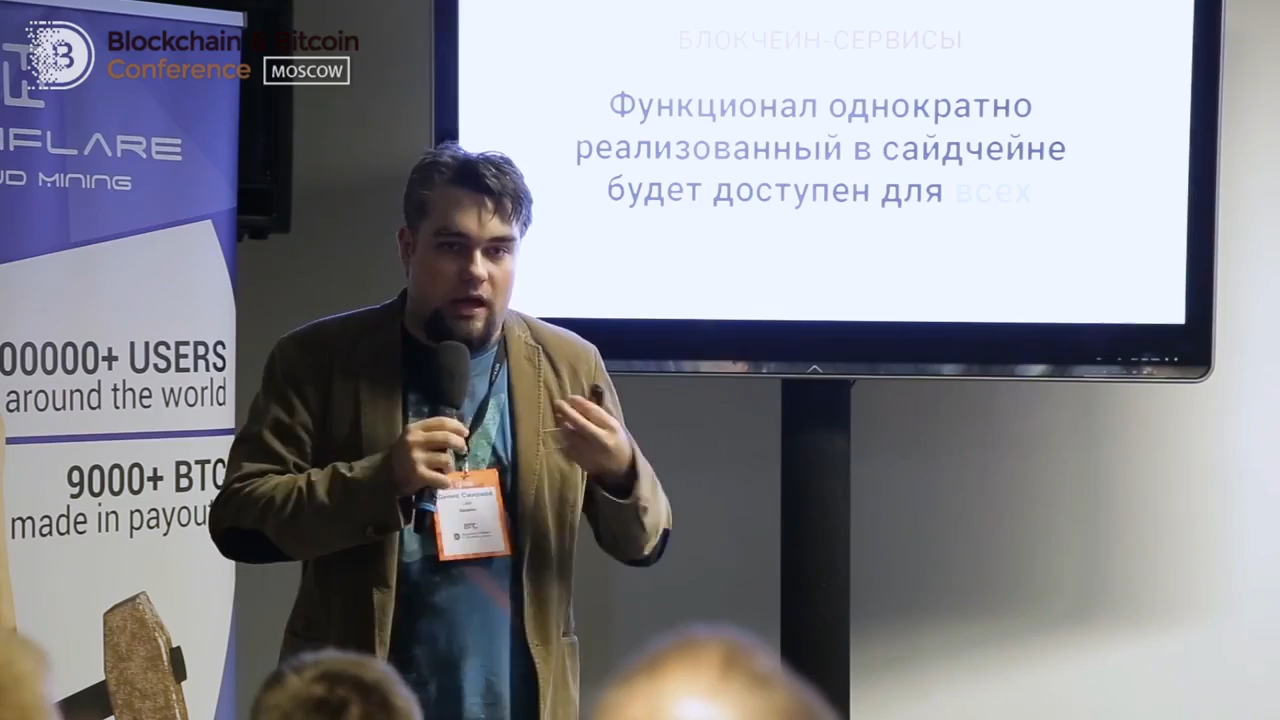 Blockchain & Bitcoin
Conference MOSCOW
FLARE
UD MINING
00000+ USERS
around the world
9000+ BTC
made in payout
БЛОКЧЕЙН-СЕРВИСЫ
Функционал однократно
реализованный в сайдчейне
будет доступен для всех